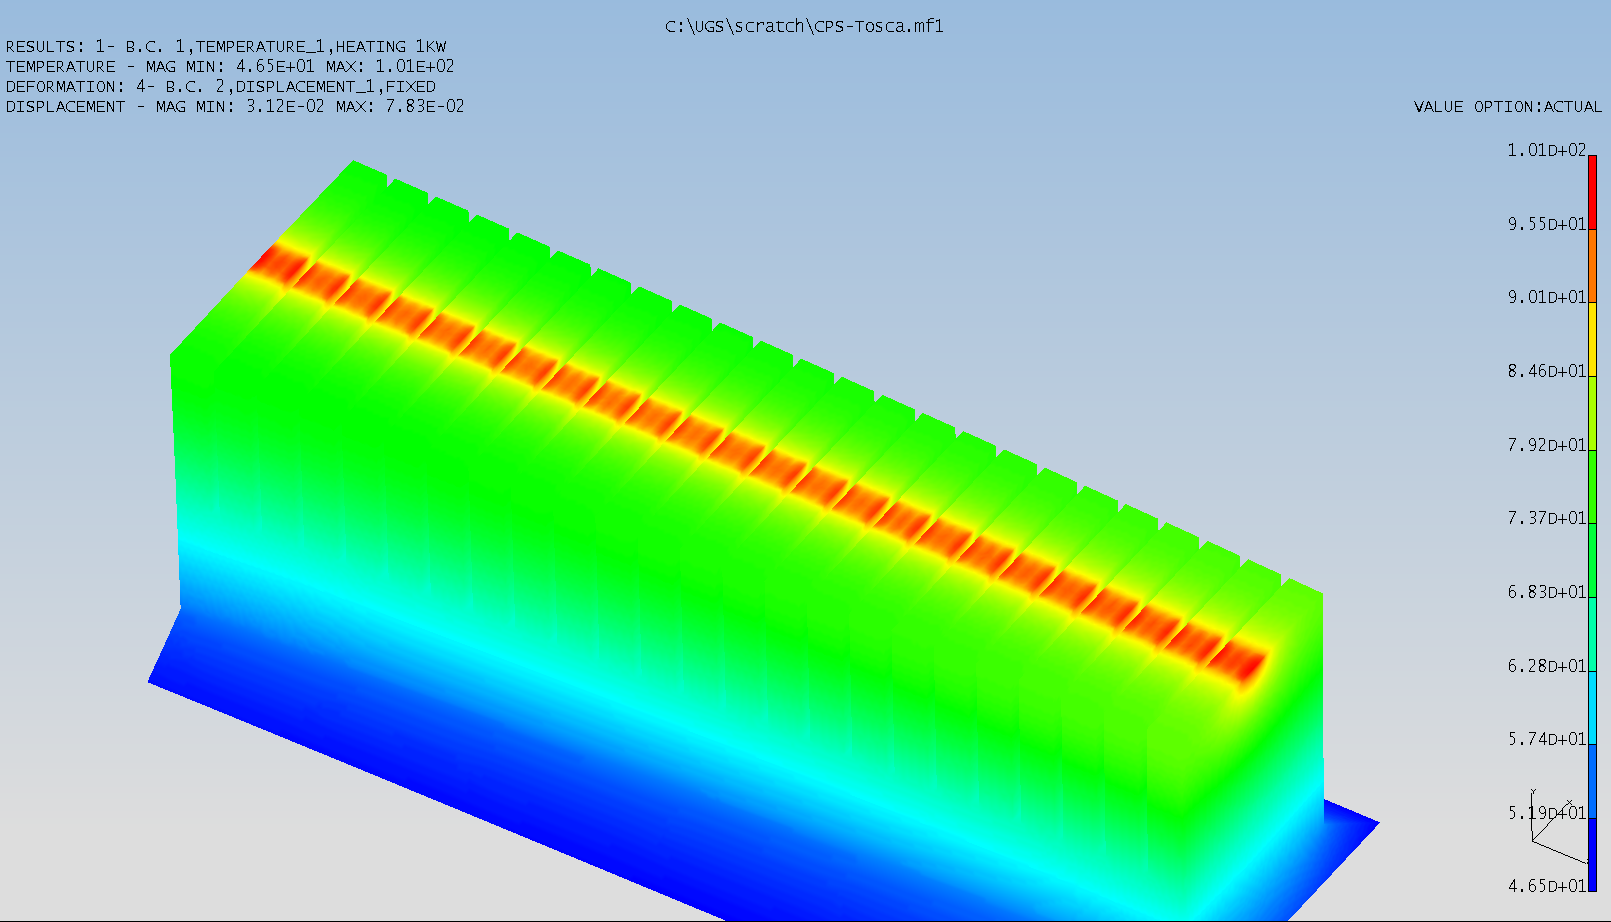 C:\UGS\scratch\CPS-Tosca.mf1
RESULTS: 1- B.C. 1,TEMPERATURE_1,HEATING 1KW
TEMPERATURE - MAG MIN: 4.65E+01 MAX: 1.01E+02
DEFORMATION: 4- B.C. 2,DISPLACEMENT_1,FIXED
DISPLACEMENT - MAG MIN: 3.12E-02 MAX: 7.83E-02
VALUE OPTION:ACTUAL
1.01D+02
9.55D+01
9.01D+01
8.46D+01
7.92D+01
7.37D+01
6.83D+01
6.28D+01
5.74D+01
Y
X
5.19D+01
4.65D+01